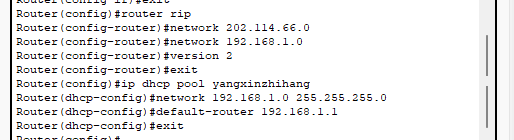 Router(config-if)#exit
Router(config)#router rip
Router(config-router)#network 202.114.66.0
Router(config-router)#network 192.168.1.0
Router(config-router)#version 2
Router(config-router)#exit
Router(config)#ip dhcp pool yangxinzhihang
Router(dhcp-config)#network 192.168.1.0 255.255.255.0
Router(dhcp-config)#default-router 192.168.1.1
Router(dhcp-config)#exit
Router(config)#